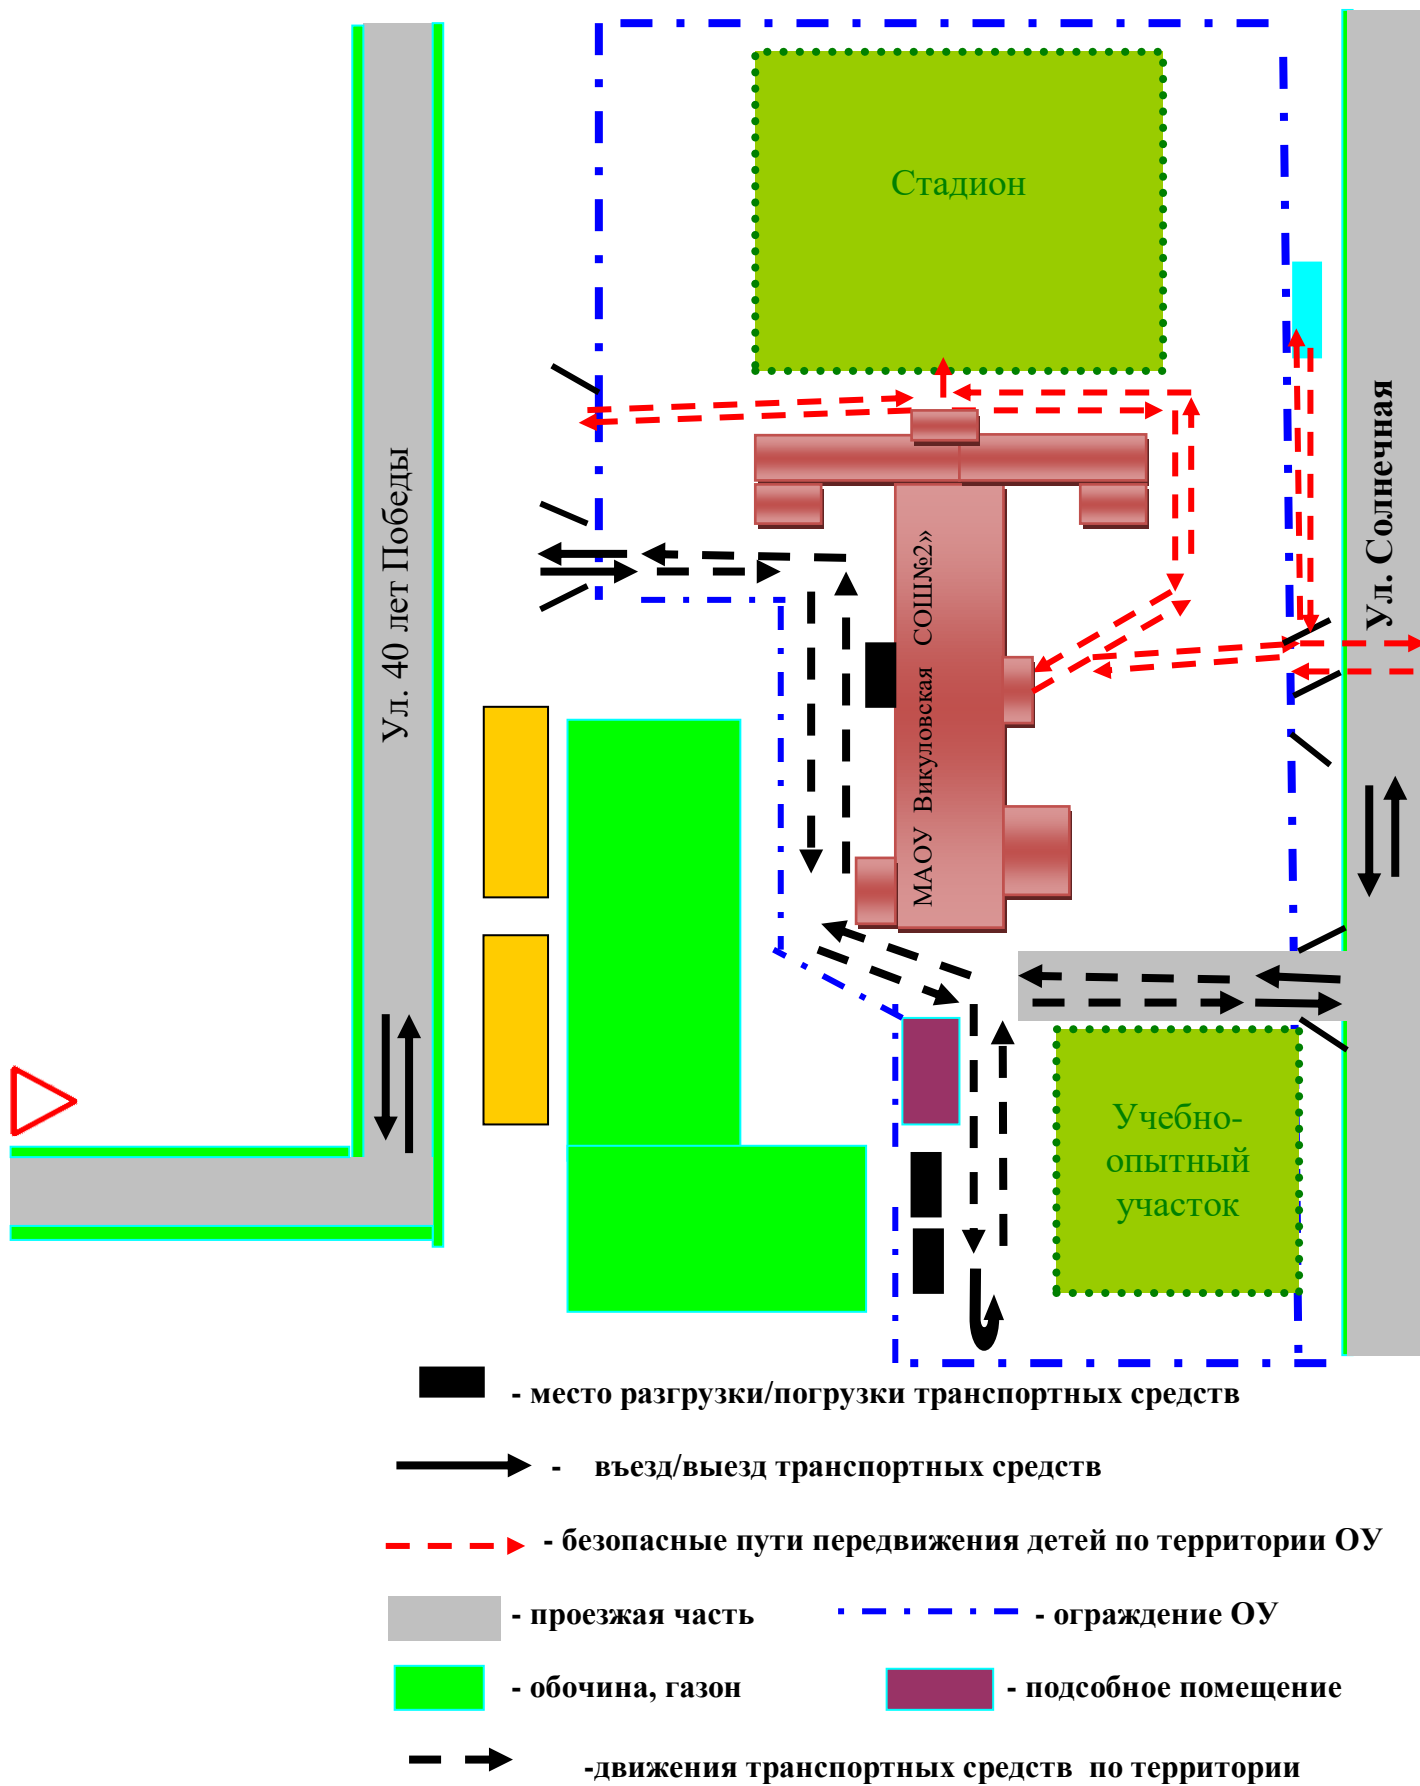 Стадион
Ул. 40 лет Победы
Ул. Солнечная
МАОУ Викуловская СОШ№2»
Учебно-
опытный
участок
- место разгрузки/погрузки транспортных средств
- въезд/выезд транспортных средств
- безопасные пути передвижения детей по территории ОУ
- проезжая часть
- ограждение ОУ
- обочина, газон
- подсобное помещение
-движения транспортных средств по территории